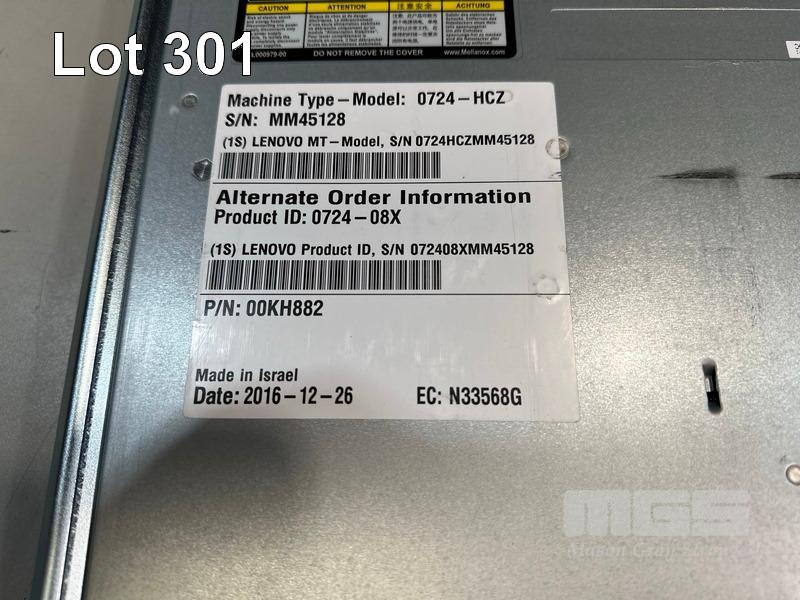 CAUTION
ATTENTION
注意安全
ACHTUNG
L000979-00
DO NOT REMOVE THE COVER
www.Mellanox.com
Lot 301
Machine Type – Model: 0724 – HCZ
S/N: MM45128
(1S) LENOVO MT – Model, S/N 0724HCZMM45128
Alternate Order Information
Product ID: 0724 – 08X
(1S) LENOVO Product ID, S/N 072408XMM45128
P/N: 00KH882
Made in Israel
Date: 2016 – 12 – 26
EC: N33568G
MGS
Mason Gray Strange